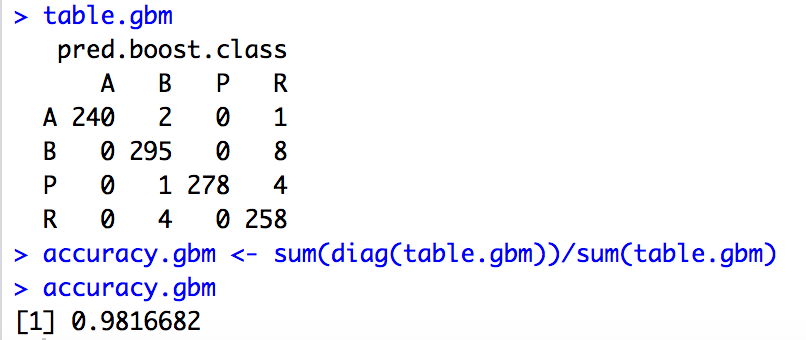 > table.gbm
pred.boost.class
A B P R
A 240 2 0 1
B 0 295 0 8
P 0 1 278 4
R 0 4 0 258
> accuracy.gbm <- sum(diag(table.gbm))/sum(table.gbm)
> accuracy.gbm
[1] 0.9816682